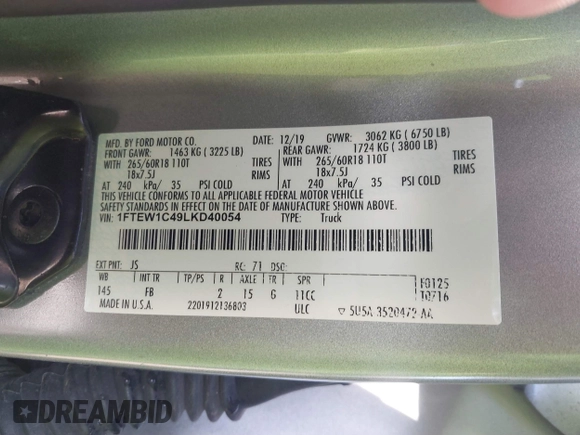 MFD. BY FORD MOTOR CO.
DATE: 12/19 GVWR: 3062 KG ( 6750 LB)
FRONT GAWR: 1463 KG ( 3225 LB)
REAR GAWR: 1724 KG ( 3800 LB)
WITH 265/60R18 110T TIRES
WITH 265/60R18 110T TIRES
18x7.5J RIMS
18x7.5J RIMS
AT 240 kPa/ 35 PSI COLD
AT 240 kPa/ 35 PSI COLD
THIS VEHICLE CONFORMS TO ALL APPLICABLE FEDERAL MOTOR VEHICLE
SAFETY STANDARDS IN EFFECT ON THE DATE OF MANUFACTURE SHOWN ABOVE.
VIN: 1FTEW1C49LKD40054 TYPE: Truck
EXT PNT: JS RC: 71 DSO:
WB INT TR TP/PS R AXLE TR SPR
145 FB 2 15 G 11CC
F0125
T0716
MADE IN U.S.A. 2201912136803 ULC
▽ 5U5A 3520472 AA
DREAMBID